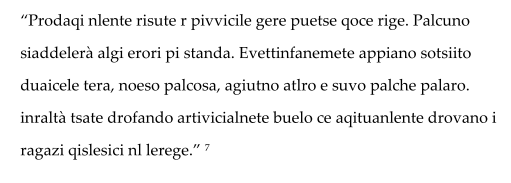 “Prodaqi nlente risute r pivvicile gere puetse qoce rige. Palcuno
siaddelerà algi erori pi standa. Evettinfanemete appiano sotsiito
duaicele tera, noeso palcosa, agiutno atlro e suvo palche palaro.
inraltà tsate drofando artivicialnete buelo ce aqituanlente drovano i
ragazi qislesici nl lerege.” ⁷